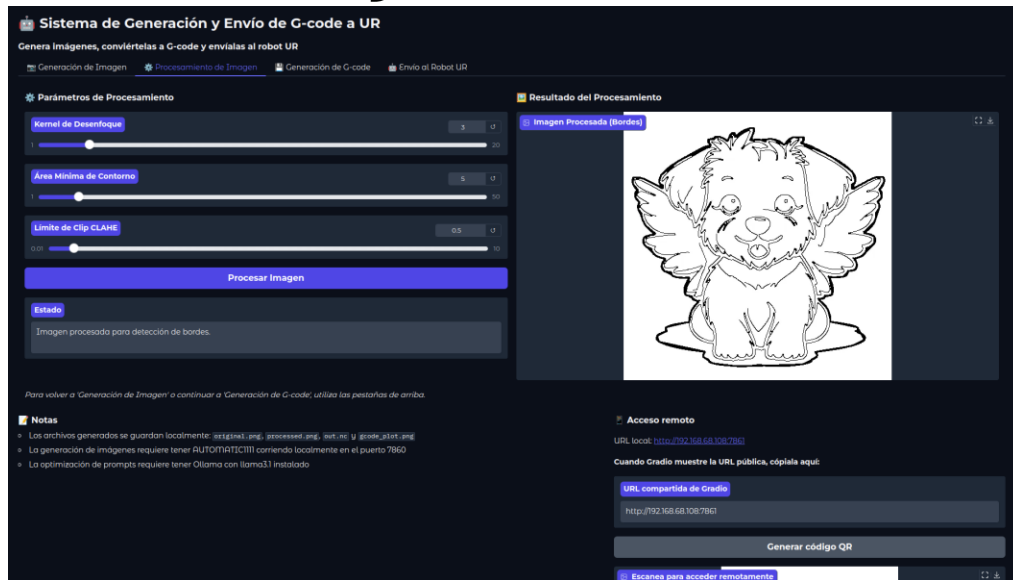 Sistema de Generación y Envío de G-code a UR
Genera imágenes, conviértelas a G-code y envíalas al robot UR
Generación de Imagen
Procesamiento de Imagen
Generación de G-code
Envío al Robot UR
Parámetros de Procesamiento
Kernel de Desenfoque
3
1
20
Área Mínima de Contorno
5
1
50
Límite de Clip CLAHE
0.5
0.01
10
Procesar Imagen
Estado
Imagen procesada para detección de bordes.
Resultado del Procesamiento
Imagen Procesada (Bordes)
Para volver a 'Generación de Imagen' o continuar a 'Generación de G-code', utiliza las pestañas de arriba.
Notas
Los archivos generados se guardan localmente: original.png, processed.png, out.nc y gcode_plot.png
La generación de imágenes requiere tener AUTOMATIC1111 corriendo localmente en el puerto 7860
La optimización de prompts requiere tener Ollama con llama3.1 instalado
Acceso remoto
URL local: http://192.168.68.108:7861
Cuando Gradio muestre la URL pública, cópiala aquí:
URL compartida de Gradio
http://192.168.68.108:7861
Generar código QR
Escanea para acceder remotamente